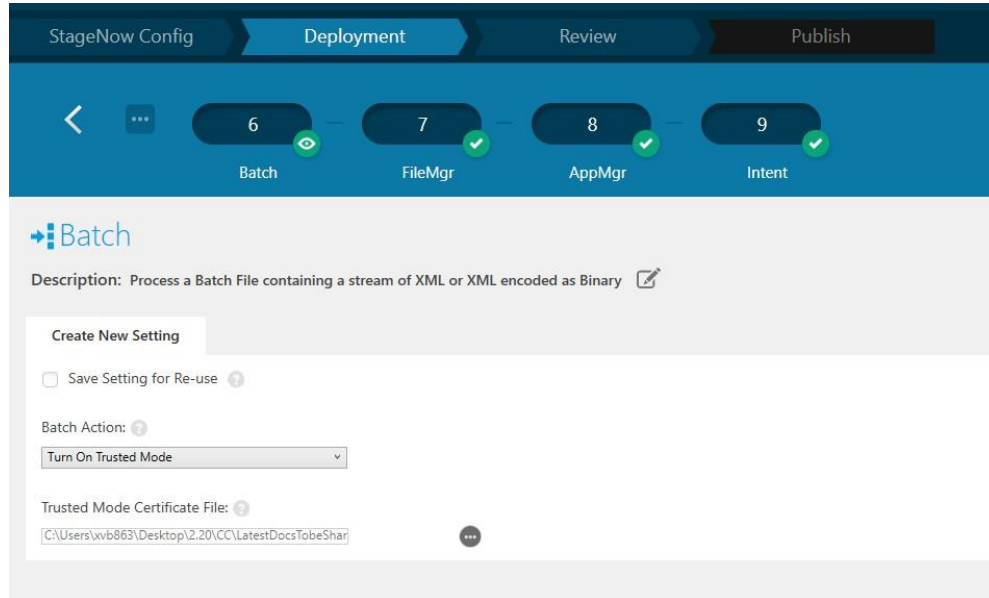 StageNow Config Deployment Review Publish
6 7 8 9
Batch FileMgr AppMgr Intent
Batch
Description: Process a Batch File containing a stream of XML or XML encoded as Binary
Create New Setting
Save Setting for Re-use ?
Batch Action: ?
Turn On Trusted Mode
Trusted Mode Certificate File: ?
C:\Users\xvb863\Desktop\2.20\CC\LatestDocsTobeShar